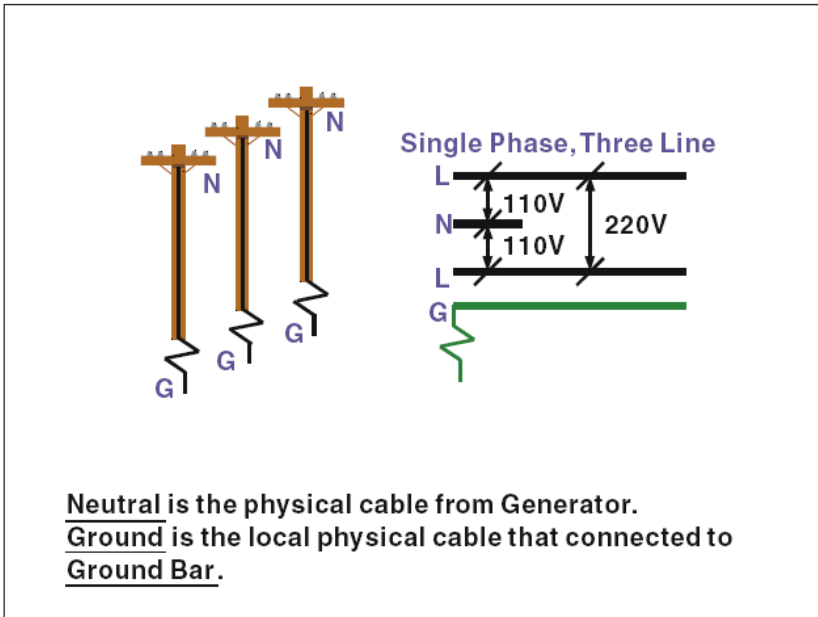 N
N
N
G
G
G
Single Phase, Three Line
L
110V
N
220V
110V
L
G
Neutral is the physical cable from Generator.
Ground is the local physical cable that connected to
Ground Bar.